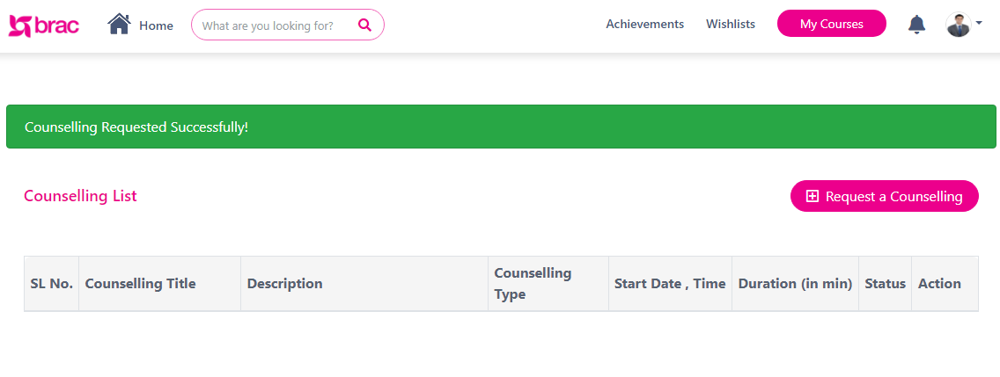 brac
Home
What are you looking for?
Achievements
Wishlists
My Courses
Counselling Requested Successfully!
Counselling List
Request a Counselling
SL No.
Counselling Title
Description
Counselling
Type
Start Date , Time
Duration (in min)
Status
Action